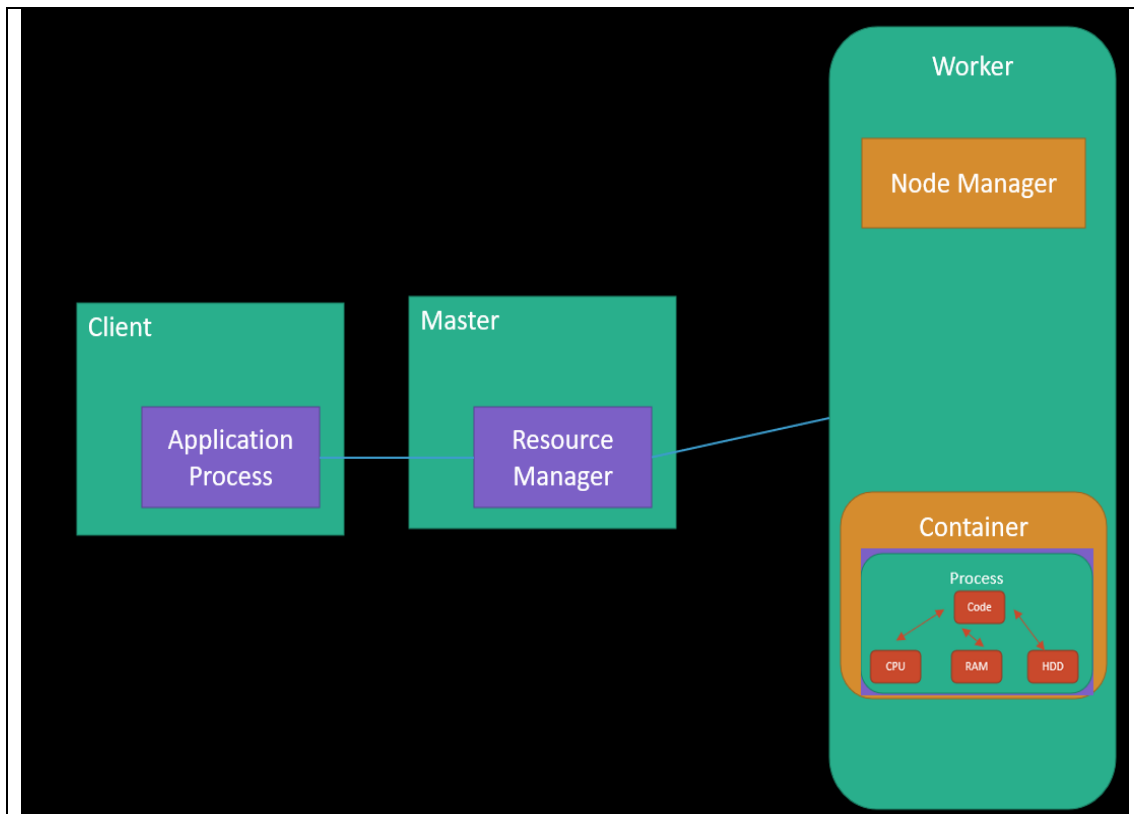 Worker
Node Manager
Client
Master
Application
Process
Resource
Manager
Container
Process
Code
CPU
RAM
HDD